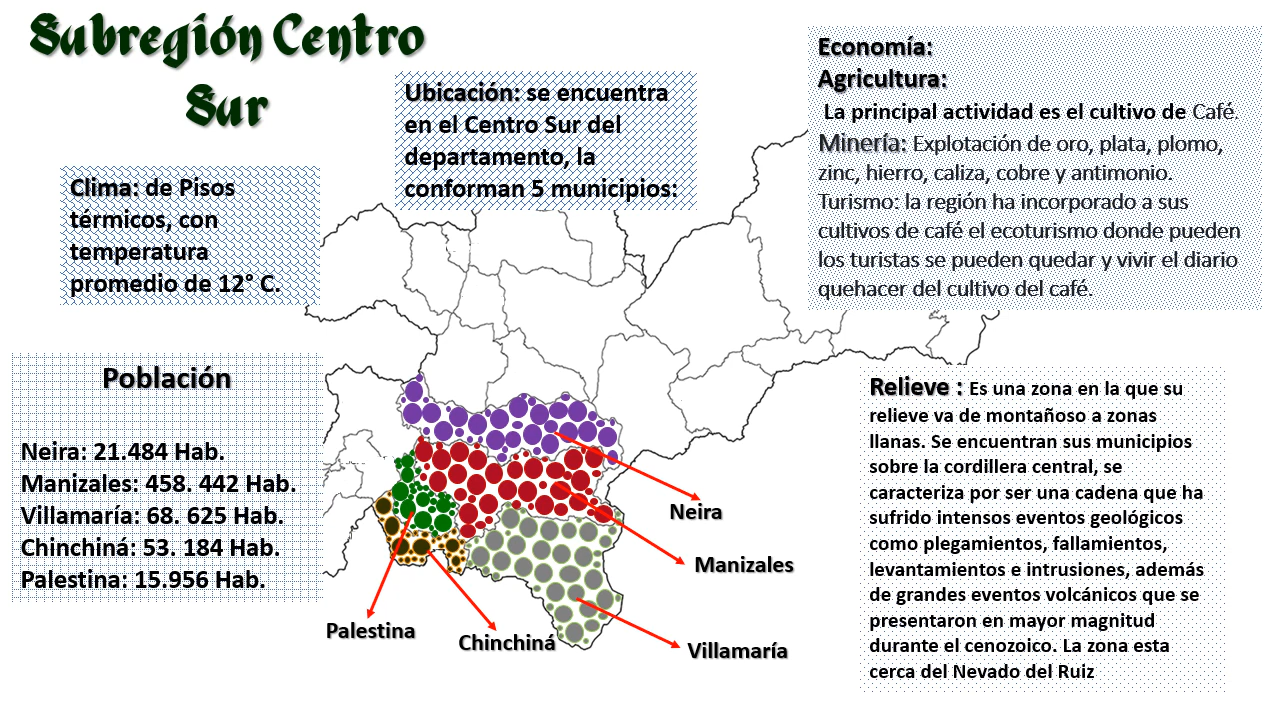 Subregión Centro
Sur
Ubicación: se encuentra
en el Centro Sur del
departamento, la
conforman 5 municipios:
Economía:
Agricultura:
La principal actividad es el cultivo de Café.
Minería: Explotación de oro, plata, plomo,
zinc, hierro, caliza, cobre y antimonio.
Turismo: la región ha incorporado a sus
cultivos de café el ecoturismo donde pueden
los turistas se pueden quedar y vivir el diario
quehacer del cultivo del café.
Clima: de Pisos
térmicos, con
temperatura
promedio de 12° C.
Población
Neira: 21.484 Hab.
Manizales: 458. 442 Hab.
Villamaría: 68. 625 Hab.
Chinchiná: 53. 184 Hab.
Palestina: 15.956 Hab.
Relieve : Es una zona en la que su
relieve va de montañoso a zonas
llanas. Se encuentran sus municipios
sobre la cordillera central, se
caracteriza por ser una cadena que ha
sufrido intensos eventos geológicos
como plegamientos, fallamientos,
levantamientos e intrusiones, además
de grandes eventos volcánicos que se
presentaron en mayor magnitud
durante el cenozoico. La zona esta
cerca del Nevado del Ruiz
Neira
Manizales
Palestina
Chinchiná
Villamaría